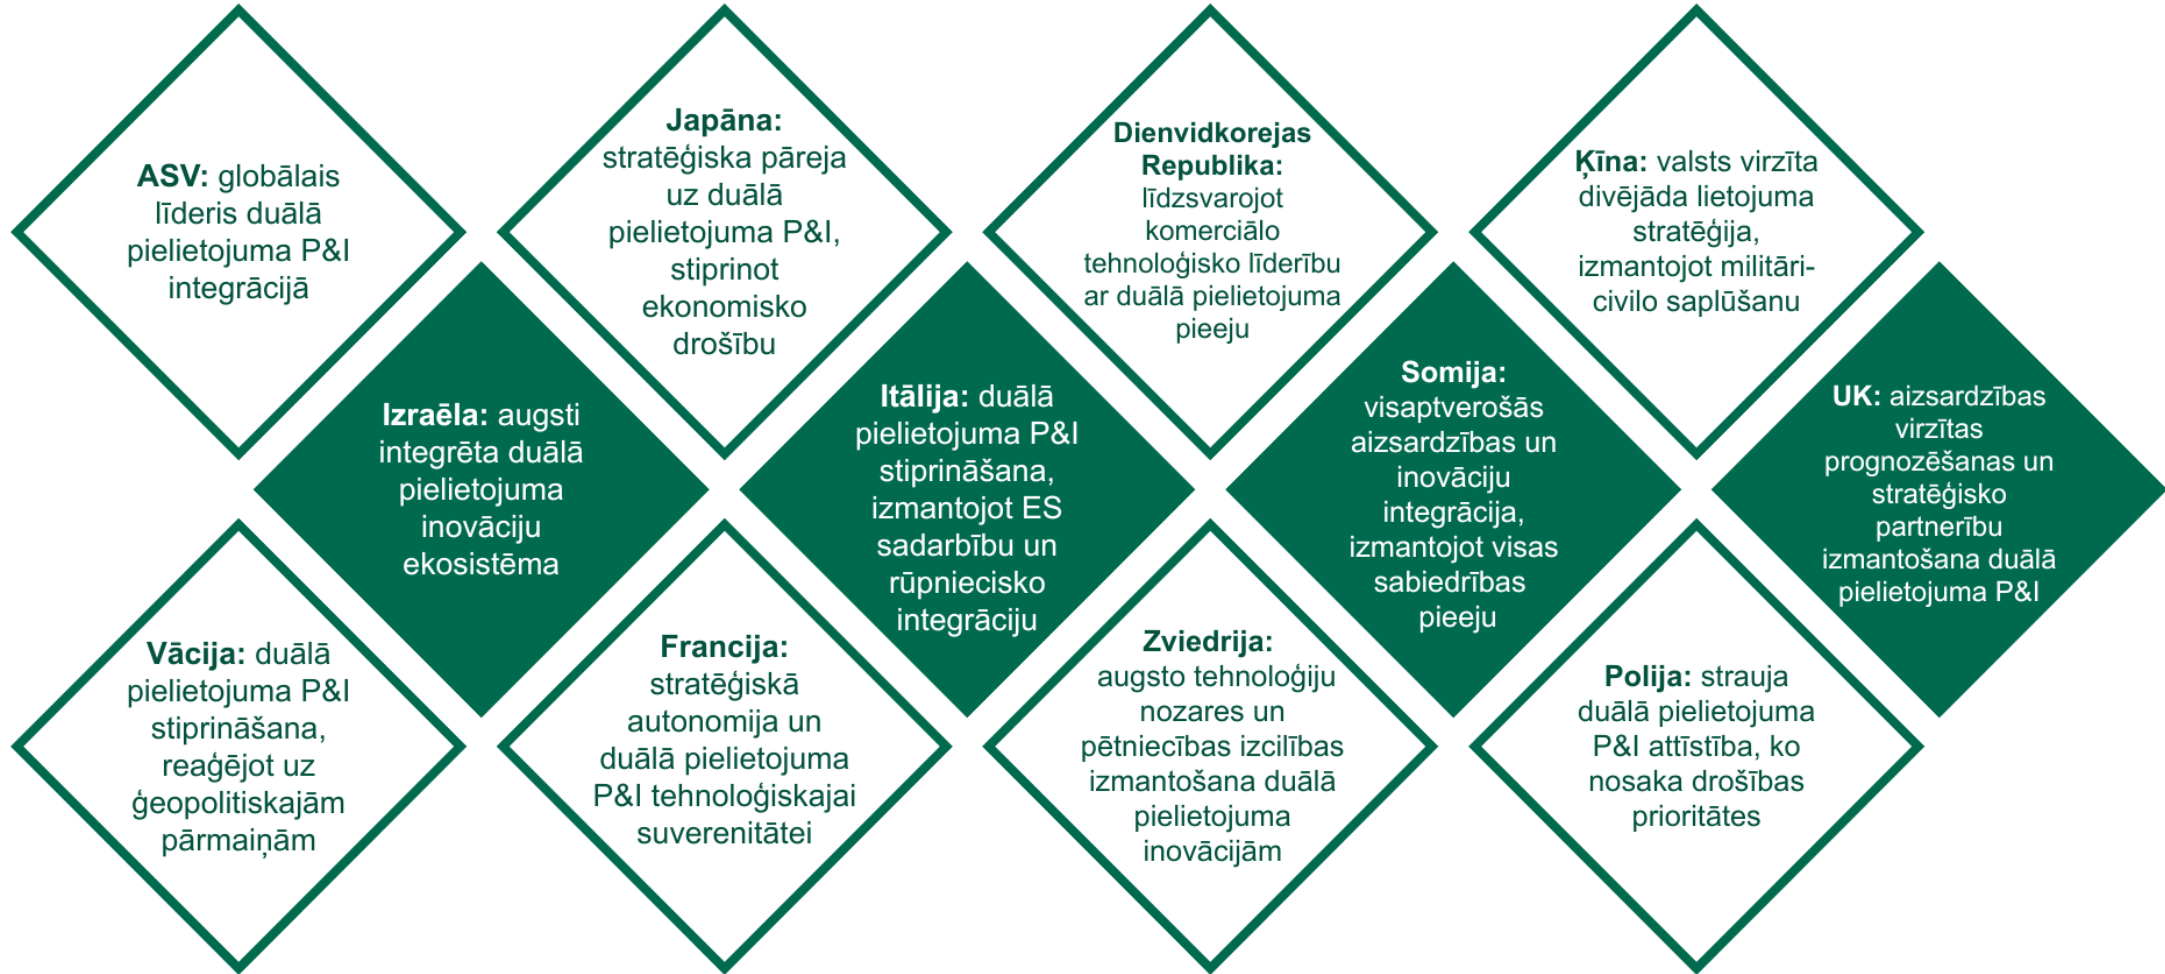 ASV: globālais
līderis duālā
pielietojuma P&I
integrācijā
Japāna:
stratēģiska pāreja
uz duālā
pielietojuma P&I,
stiprinot
ekonomisko
drošību
Dienvidkorejas
Republika:
līdzsvarojot
komerciālo
tehnoloģisko līderību
ar duālā pielietojuma
pieeju
Ķīna: valsts virzīta
divējāda lietojuma
stratēģija,
izmantojot militāri-
civilo saplūšanu
Izraēla: augsti
integrēta duālā
pielietojuma
inovāciju
ekosistēma
Itālija: duālā
pielietojuma P&I
stiprināšana,
izmantojot ES
sadarbību un
rūpniecisko
integrāciju
Somija:
visaptverošās
aizsardzības un
inovāciju
integrācija,
izmantojot visas
sabiedrības
pieeju
UK: aizsardzības
virzītas
prognozēšanas un
stratēģisko
partnerību
izmantošana duālā
pielietojuma P&I
Vācija: duālā
pielietojuma P&I
stiprināšana,
reaģējot uz
ģeopolitiskajām
pārmaiņām
Francija:
stratēģiskā
autonomija un
duālā pielietojuma
P&I tehnoloģiskajai
suverenitātei
Zviedrija:
augsto tehnoloģiju
nozares un
pētniecības izcilības
izmantošana duālā
pielietojuma
inovācijām
Polija: strauja
duālā pielietojuma
P&I attīstība, ko
nosaka drošības
prioritātes